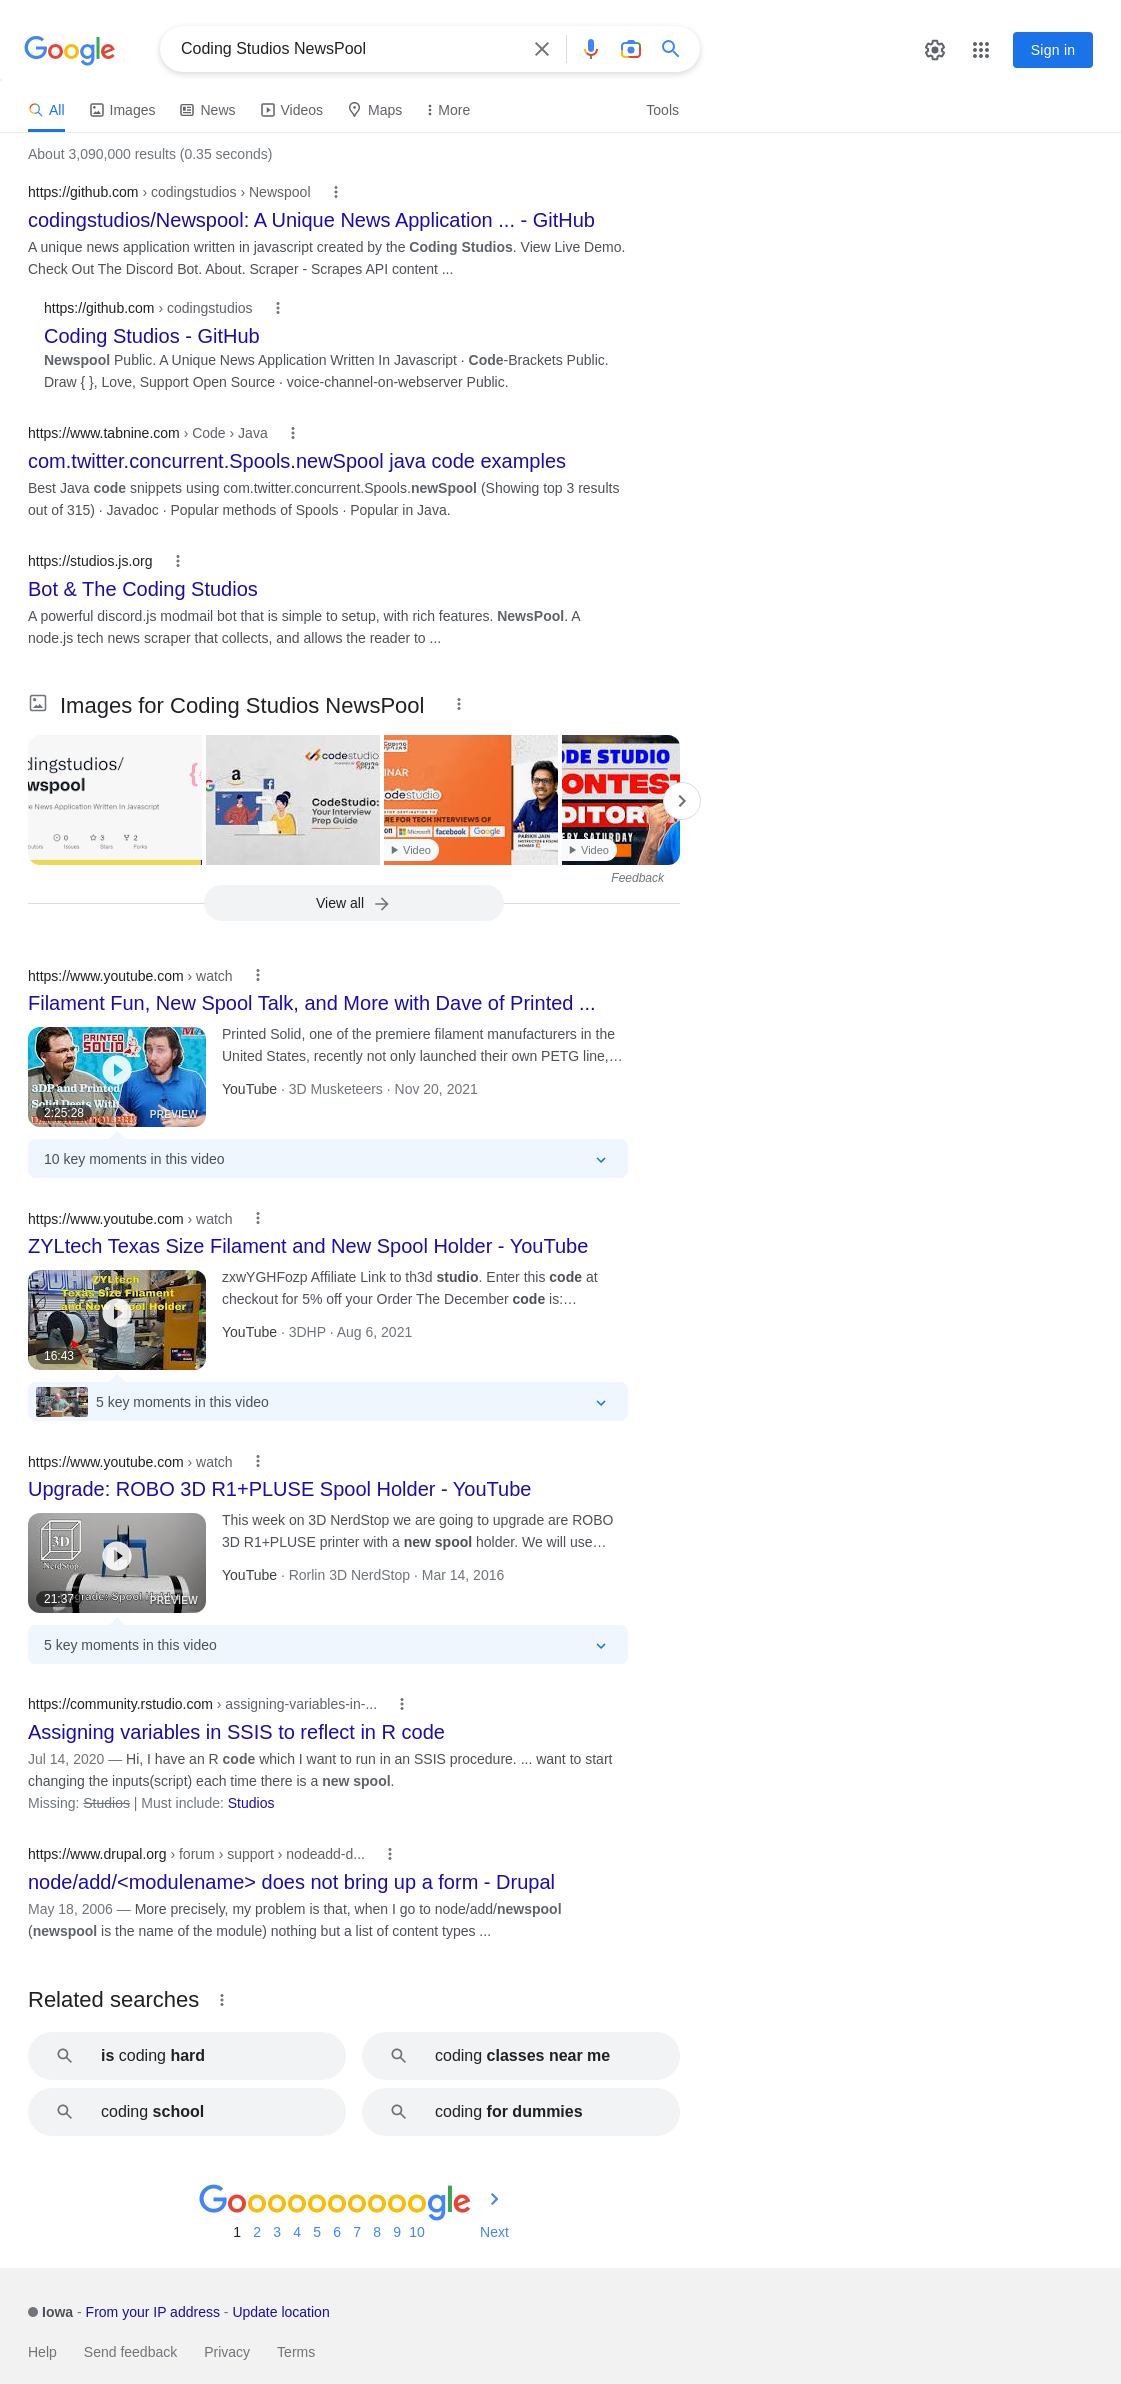 Google
Coding Studios NewsPool
Sign in
All
Images
News
Videos
Maps
More
Tools
About 3,090,000 results (0.35 seconds)
https://github.com › codingstudios › Newspool
codingstudios/Newspool: A Unique News Application ... - GitHub
A unique news application written in javascript created by the Coding Studios. View Live Demo.
Check Out The Discord Bot. About. Scraper - Scrapes API content ...
https://github.com › codingstudios
Coding Studios - GitHub
Newspool Public. A Unique News Application Written In Javascript · Code-Brackets Public.
Draw { }, Love, Support Open Source · voice-channel-on-webserver Public.
https://www.tabnine.com › Code › Java
com.twitter.concurrent.Spools.newSpool java code examples
Best Java code snippets using com.twitter.concurrent.Spools.newSpool (Showing top 3 results
out of 315) · Javadoc · Popular methods of Spools · Popular in Java.
https://studios.js.org
Bot & The Coding Studios
A powerful discord.js modmail bot that is simple to setup, with rich features. NewsPool. A
node.js tech news scraper that collects, and allows the reader to ...
Images for Coding Studios NewsPool
dingstudios/
wspool
e News Application Written In Javascript
0
3
2
Issues
Stars
Forks
codestudio
CodeStudio:
Your Interview
Prep Guide
CODING
NINAR
codestudio
RE FOR TECH INTERVIEWS OF
on
Microsoft
facebook
Google
PARIKH JAIN
Video
ODE STUDIO
ONTEST
DITOR
RY SATURDAY
Video
Feedback
View all
https://www.youtube.com › watch
Filament Fun, New Spool Talk, and More with Dave of Printed ...
PRINTED
SOLID
3DP and Printed
Solid Deets With
2:25:28
PREVIEW
Printed Solid, one of the premiere filament manufacturers in the
United States, recently not only launched their own PETG line,...
YouTube · 3D Musketeers · Nov 20, 2021
10 key moments in this video
https://www.youtube.com › watch
ZYLtech Texas Size Filament and New Spool Holder - YouTube
ZYLtech
Texas Size Filament
and New Spool Holder
16:43
zxwYGHFozp Affiliate Link to th3d studio. Enter this code at
checkout for 5% off your Order The December code is:...
YouTube · 3DHP · Aug 6, 2021
5 key moments in this video
https://www.youtube.com › watch
Upgrade: ROBO 3D R1+PLUSE Spool Holder - YouTube
3D
NerdStop
21:37
grade: Spool Holder
PREVIEW
This week on 3D NerdStop we are going to upgrade are ROBO
3D R1+PLUSE printer with a new spool holder. We will use...
YouTube · Rorlin 3D NerdStop · Mar 14, 2016
5 key moments in this video
https://community.rstudio.com › assigning-variables-in-...
Assigning variables in SSIS to reflect in R code
Jul 14, 2020 — Hi, I have an R code which I want to run in an SSIS procedure. ... want to start
changing the inputs(script) each time there is a new spool.
Missing: Studios | Must include: Studios
https://www.drupal.org › forum › support › nodeadd-d...
node/add/<modulename> does not bring up a form - Drupal
May 18, 2006 — More precisely, my problem is that, when I go to node/add/newspool
(newspool is the name of the module) nothing but a list of content types ...
Related searches
is coding hard
coding classes near me
coding school
coding for dummies
Goooooooooogle
1 2 3 4 5 6 7 8 9 10 Next
Iowa - From your IP address - Update location
Help Send feedback Privacy Terms